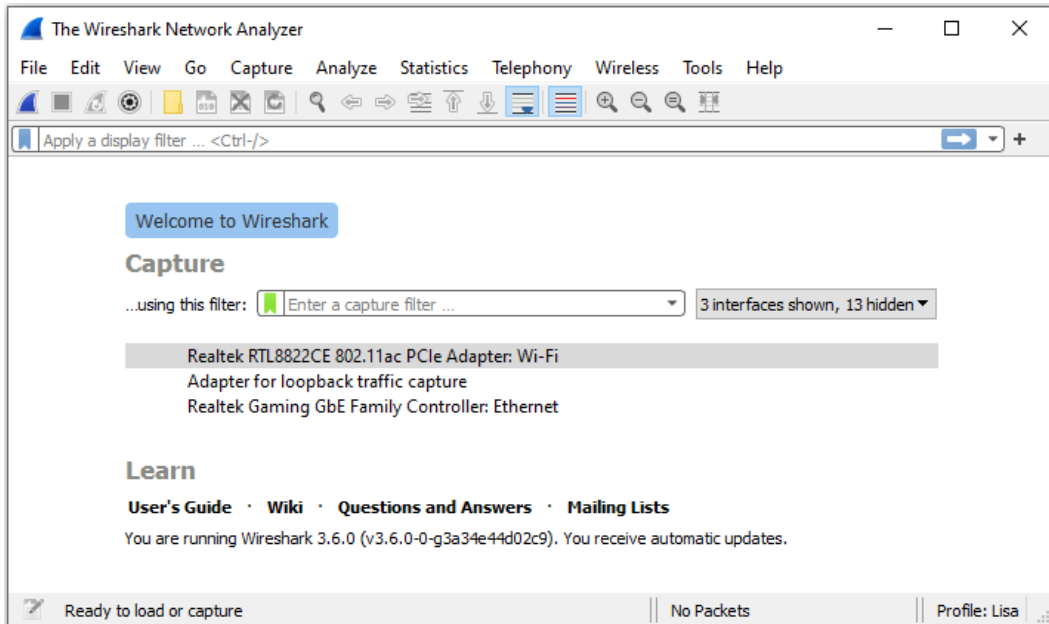 The Wireshark Network Analyzer
File Edit View Go Capture Analyze Statistics Telephony Wireless Tools Help
Apply a display filter ... <Ctrl-/>
Welcome to Wireshark
Capture
...using this filter: Enter a capture filter ... 3 interfaces shown, 13 hidden
Realtek RTL8822CE 802.11ac PCIe Adapter: Wi-Fi
Adapter for loopback traffic capture
Realtek Gaming GbE Family Controller: Ethernet
Learn
User's Guide · Wiki · Questions and Answers · Mailing Lists
You are running Wireshark 3.6.0 (v3.6.0-0-g3a34e44d02c9). You receive automatic updates.
Ready to load or capture No Packets Profile: Lisa